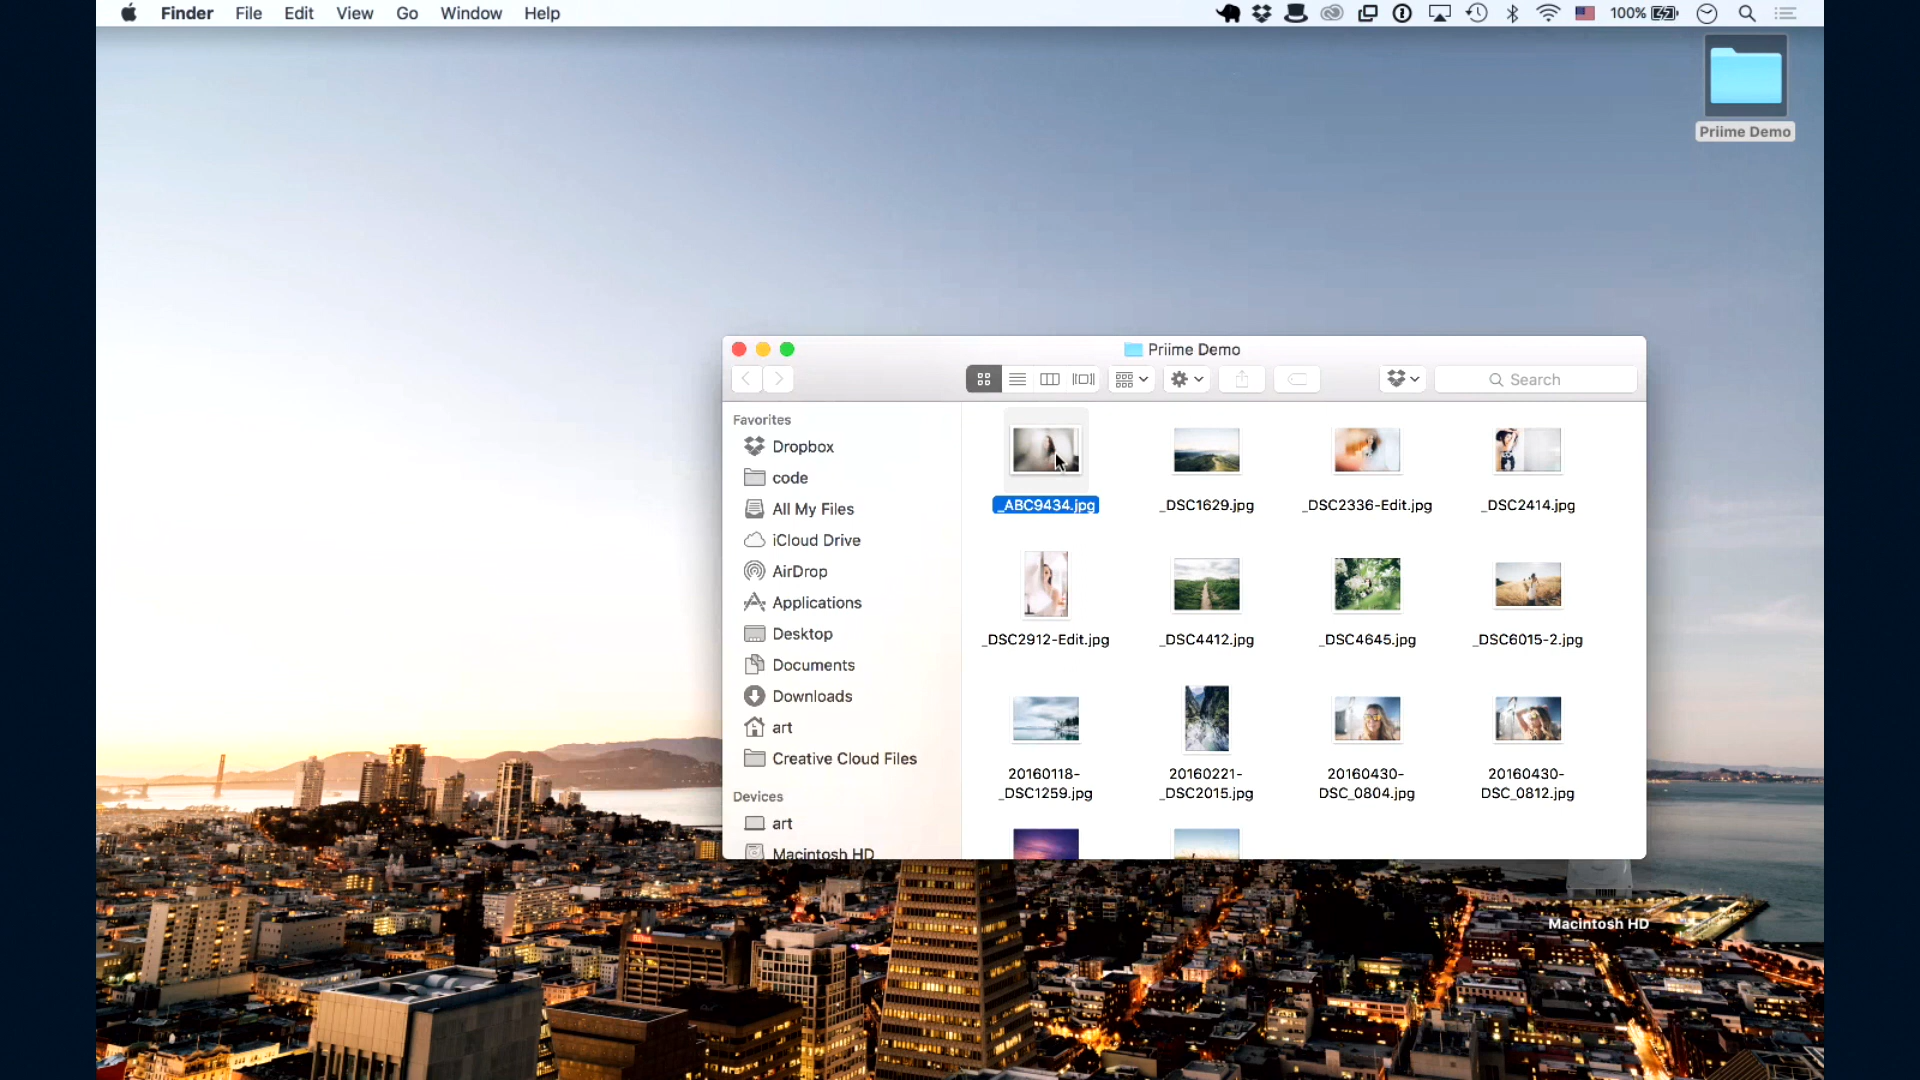 Finder File Edit View Go Window Help
100%
Priime Demo
Priime Demo
Search
Favorites
Dropbox
code
All My Files
iCloud Drive
AirDrop
Applications
Desktop
Documents
Downloads
art
Creative Cloud Files
Devices
art
Macintosh HD
_ABC9434.jpg
_DSC1629.jpg
_DSC2336-Edit.jpg
_DSC2414.jpg
_DSC2912-Edit.jpg
_DSC4412.jpg
_DSC4645.jpg
_DSC6015-2.jpg
20160118-
_DSC1259.jpg
20160221-
_DSC2015.jpg
20160430-
DSC_0804.jpg
20160430-
DSC_0812.jpg
Macintosh HD